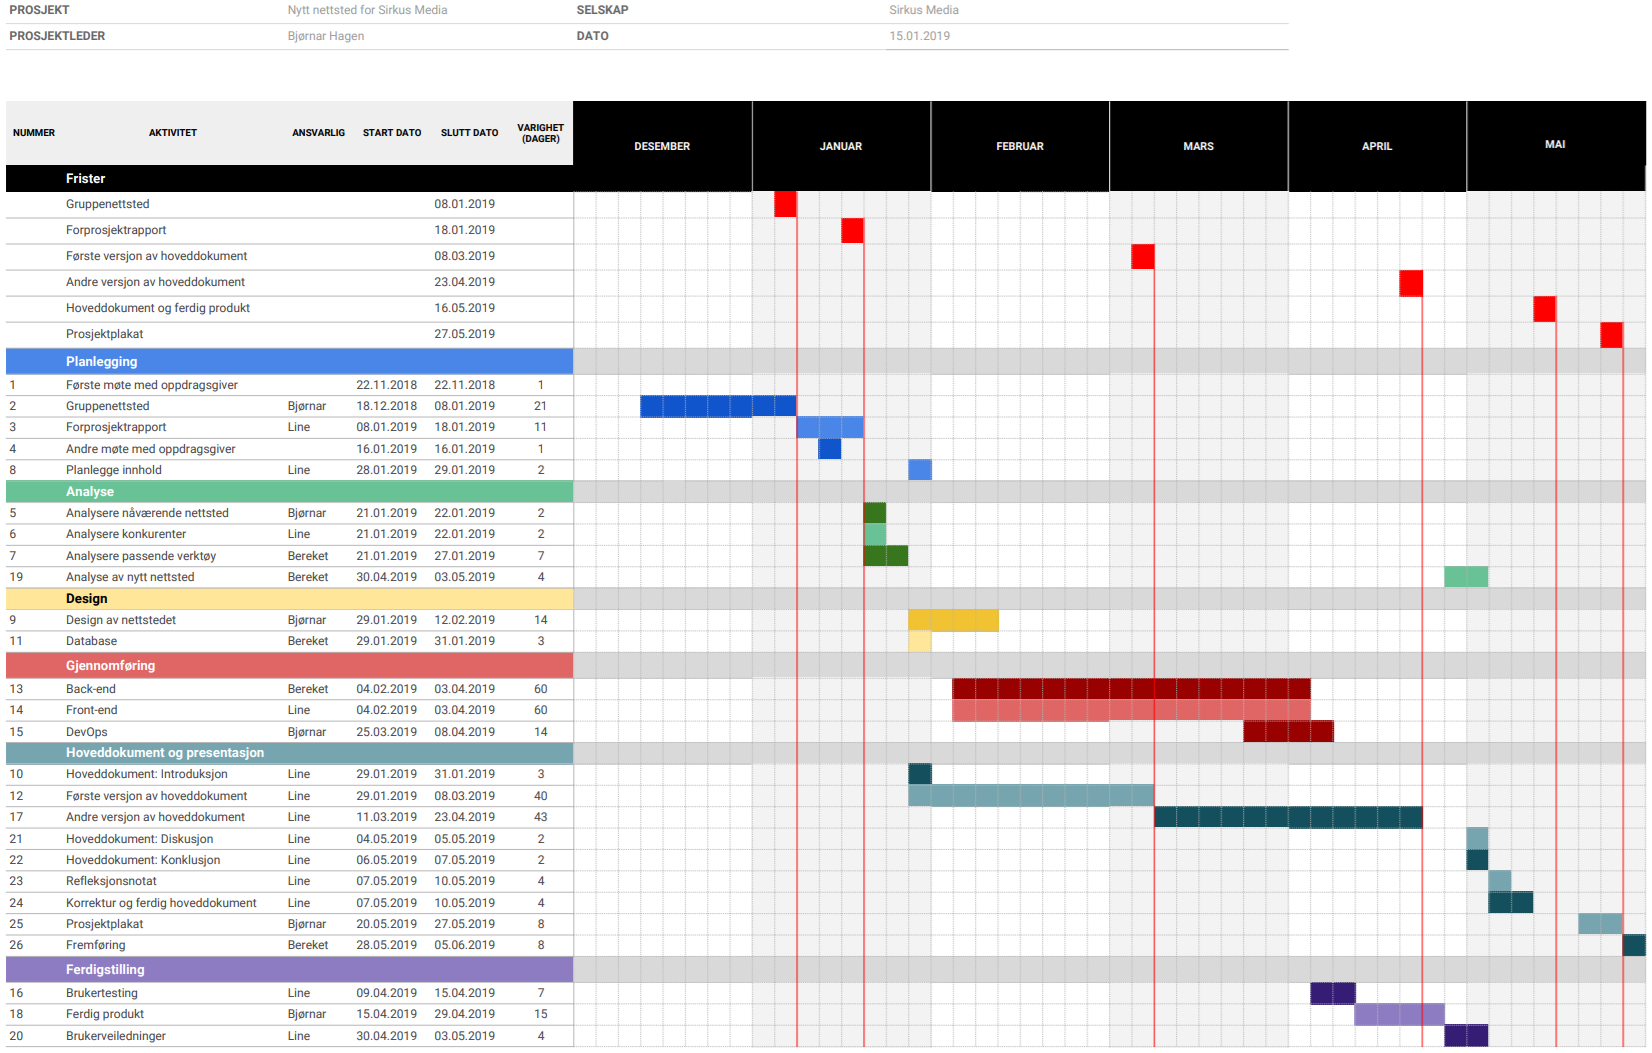 PROSJEKT Nytt nettsted for Sirkus Media SELSKAP Sirkus Media
PROSJEKTLEDER Bjørnar Hagen DATO 15.01.2019
NUMMER AKTIVITET ANSVARLIG START DATO SLUTT DATO VARIGHET (DAGER) DESEMBER JANUAR FEBRUAR MARS APRIL MAI
Frister
Gruppenettsted 08.01.2019
Forprosjektrapport 18.01.2019
Første versjon av hoveddokument 08.03.2019
Andre versjon av hoveddokument 23.04.2019
Hoveddokument og ferdig produkt 16.05.2019
Prosjektplakat 27.05.2019
Planlegging
1 Første møte med oppdragsgiver 22.11.2018 22.11.2018 1
2 Gruppenettsted Bjørnar 18.12.2018 08.01.2019 21
3 Forprosjektrapport Line 08.01.2019 18.01.2019 11
4 Andre møte med oppdragsgiver 16.01.2019 16.01.2019 1
8 Planlegge innhold Line 28.01.2019 29.01.2019 2
Analyse
5 Analysere nåværende nettsted Bjørnar 21.01.2019 22.01.2019 2
6 Analysere konkurenter Line 21.01.2019 22.01.2019 2
7 Analysere passende verktøy Bereket 21.01.2019 27.01.2019 7
19 Analyse av nytt nettsted Bereket 30.04.2019 03.05.2019 4
Design
9 Design av nettstedet Bjørnar 29.01.2019 12.02.2019 14
11 Database Bereket 29.01.2019 31.01.2019 3
Gjennomføring
13 Back-end Bereket 04.02.2019 03.04.2019 60
14 Front-end Line 04.02.2019 03.04.2019 60
15 DevOps Bjørnar 25.03.2019 08.04.2019 14
Hoveddokument og presentasjon
10 Hoveddokument: Introduksjon Line 29.01.2019 31.01.2019 3
12 Første versjon av hoveddokument Line 29.01.2019 08.03.2019 40
17 Andre versjon av hoveddokument Line 11.03.2019 23.04.2019 43
21 Hoveddokument: Diskusjon Line 04.05.2019 05.05.2019 2
22 Hoveddokument: Konklusjon Line 06.05.2019 07.05.2019 2
23 Refleksjonsnotat Line 07.05.2019 10.05.2019 4
24 Korrektur og ferdig hoveddokument Line 07.05.2019 10.05.2019 4
25 Prosjektplakat Bjørnar 20.05.2019 27.05.2019 8
26 Fremføring Bereket 28.05.2019 05.06.2019 8
Ferdigstilling
16 Brukertesting Line 09.04.2019 15.04.2019 7
18 Ferdig produkt Bjørnar 15.04.2019 29.04.2019 15
20 Brukerveiledninger Line 30.04.2019 03.05.2019 4